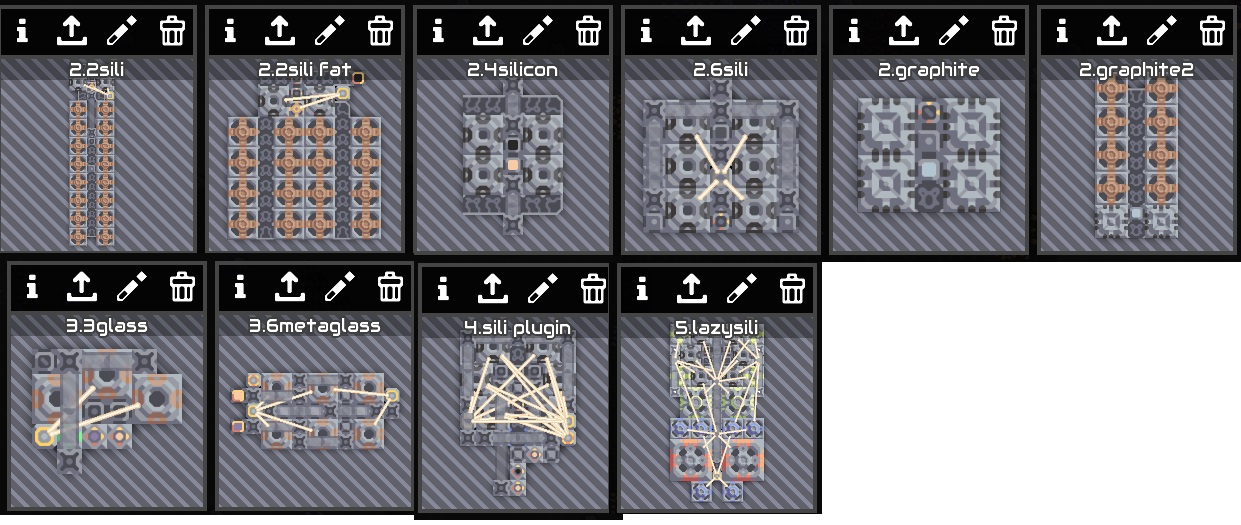 2.2sili
2.2sili fat
2.4silicon
2.6sili
2.graphite
2.graphite2
3.3glass
3.6metaglass
4.sili plugin
5.lazysili